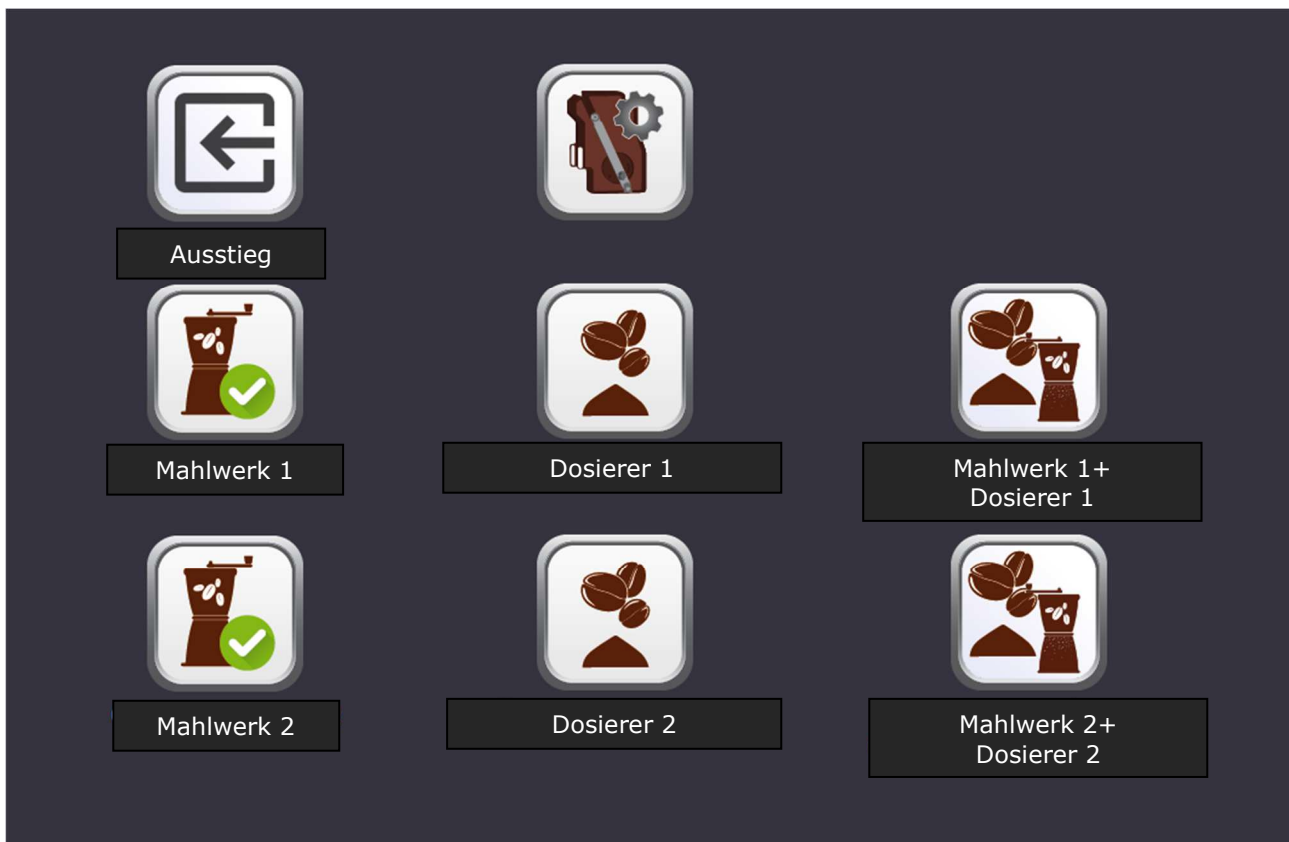 Ausstieg
Mahlwerk 1
Dosierer 1
Mahlwerk 1+
Dosierer 1
Mahlwerk 2
Dosierer 2
Mahlwerk 2+
Dosierer 2